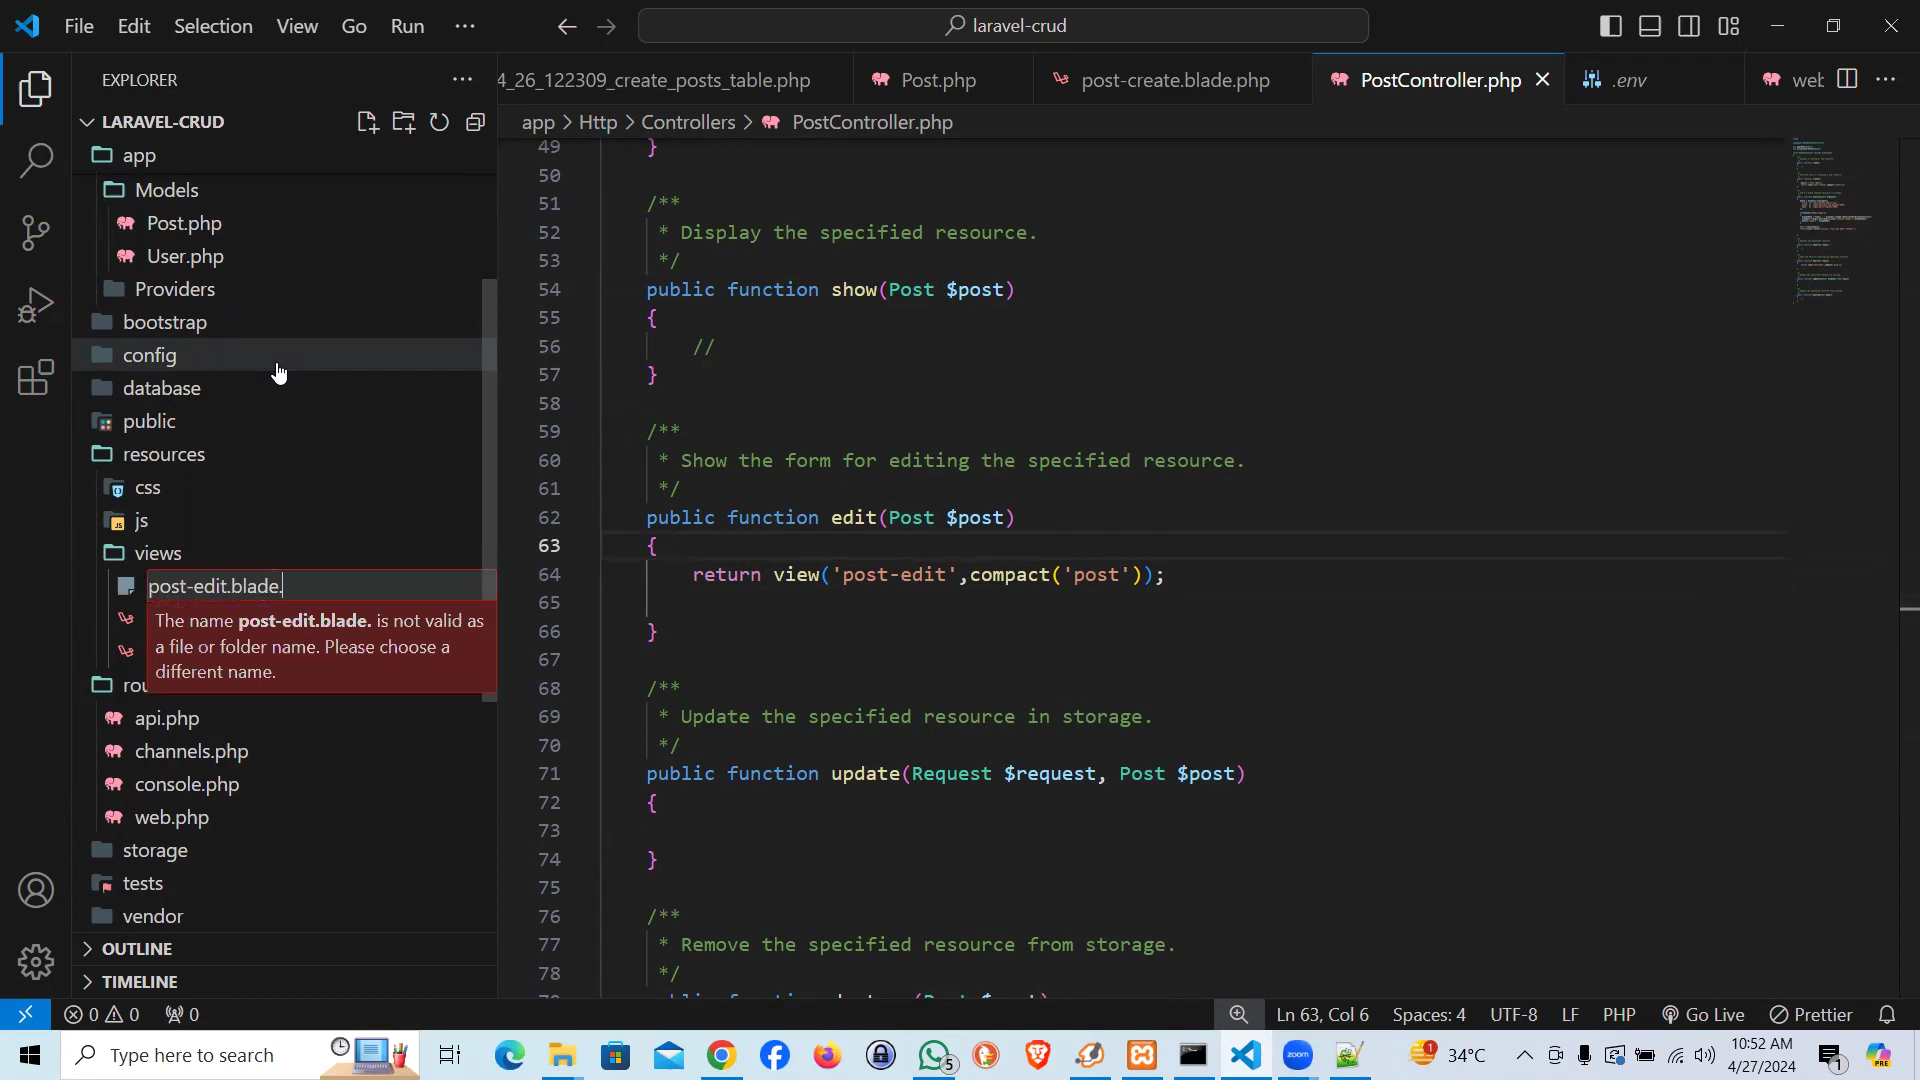 File Edit Selection View Go Run ··· laravel-crud
EXPLORER ···
LARAVEL-CRUD
app
Models
Post.php
User.php
Providers
bootstrap
config
database
public
resources
css
js
views
post-edit.blade.
The name post-edit.blade. is not valid as
a file or folder name. Please choose a
different name.
rou
api.php
channels.php
console.php
web.php
storage
tests
vendor
OUTLINE
TIMELINE
4_26_122309_create_posts_table.php Post.php post-create.blade.php PostController.php .env web ···
app > Http > Controllers > PostController.php
49 }
50
51 /**
52 * Display the specified resource.
53 */
54 public function show(Post $post)
55 {
56 //
57 }
58
59 /**
60 * Show the form for editing the specified resource.
61 */
62 public function edit(Post $post)
63 {
64 return view('post-edit',compact('post'));
65
66 }
67
68 /**
69 * Update the specified resource in storage.
70 */
71 public function update(Request $request, Post $post)
72 {
73
74 }
75
76 /**
77 * Remove the specified resource from storage.
78 */
0 0 0 Ln 63, Col 6 Spaces: 4 UTF-8 LF PHP Go Live Prettier
Type here to search 5 zoom 1 34°C 10:52 AM 1 PRE
4/27/2024